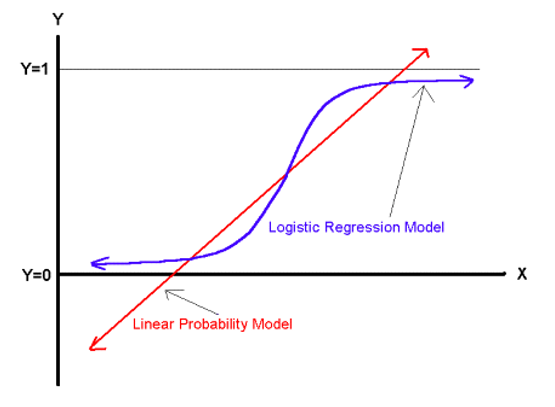 Y
Y=1
Logistic Regression Model
Y=0
X
Linear Probability Model